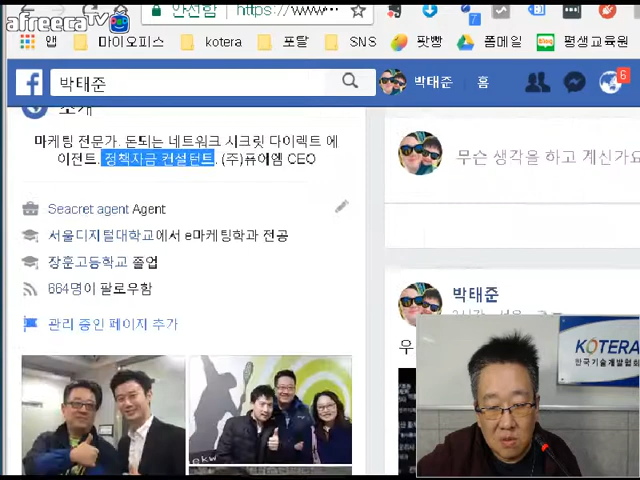 안전함 https://www
afreecaTV
앱 마이오피스 kotera 포탈 SNS 팟빵 폼메일 평생교육원
f 박태준 박태준 홈 6
소개
마케팅 전문가. 돈되는 네트워크 시크릿 다이렉트 에
이전트. 정책자금 컨설턴트. (주)퓨어엠 CEO
무슨 생각을 하고 계신가요
Seacret agent Agent
서울디지털대학교에서 e마케팅학과 전공
장훈고등학교 졸업
664명이 팔로우함
박태준
관리 중인 페이지 추가
우
KOTERA
한국기술개발협회
ekw